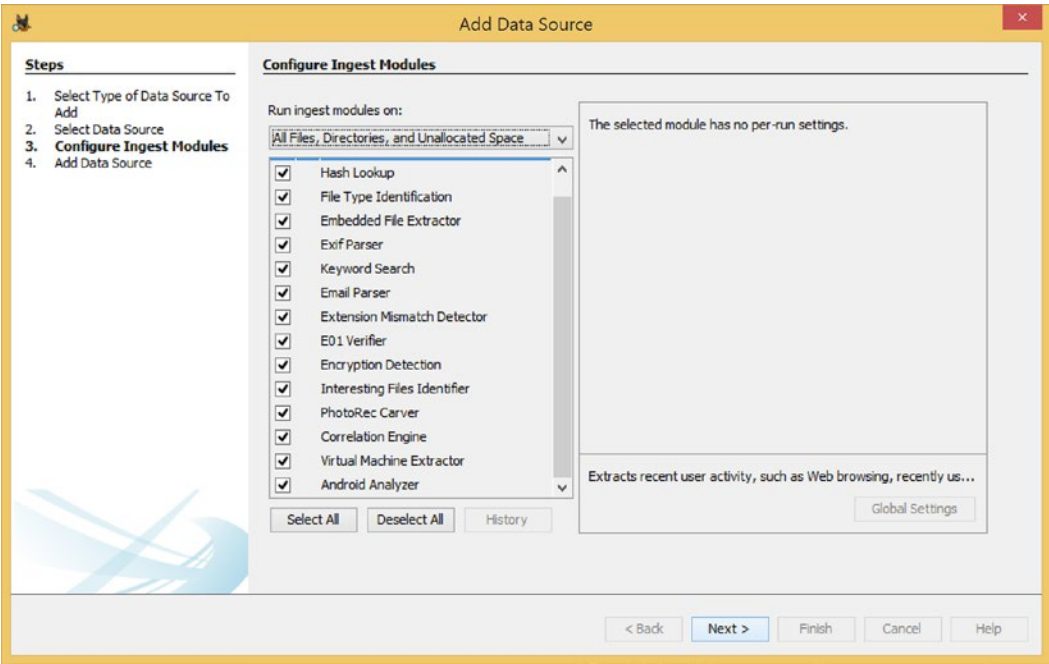 Add Data Source
Steps
1. Select Type of Data Source To
Add
2. Select Data Source
3. Configure Ingest Modules
4. Add Data Source
Configure Ingest Modules
Run ingest modules on:
All Files, Directories, and Unallocated Space
Hash Lookup
File Type Identification
Embedded File Extractor
Exif Parser
Keyword Search
Email Parser
Extension Mismatch Detector
E01 Verifier
Encryption Detection
Interesting Files Identifier
PhotoRec Carver
Correlation Engine
Virtual Machine Extractor
Android Analyzer
Select All
Deselect All
History
The selected module has no per-run settings.
Extracts recent user activity, such as Web browsing, recently us...
Global Settings
< Back
Next >
Finish
Cancel
Help